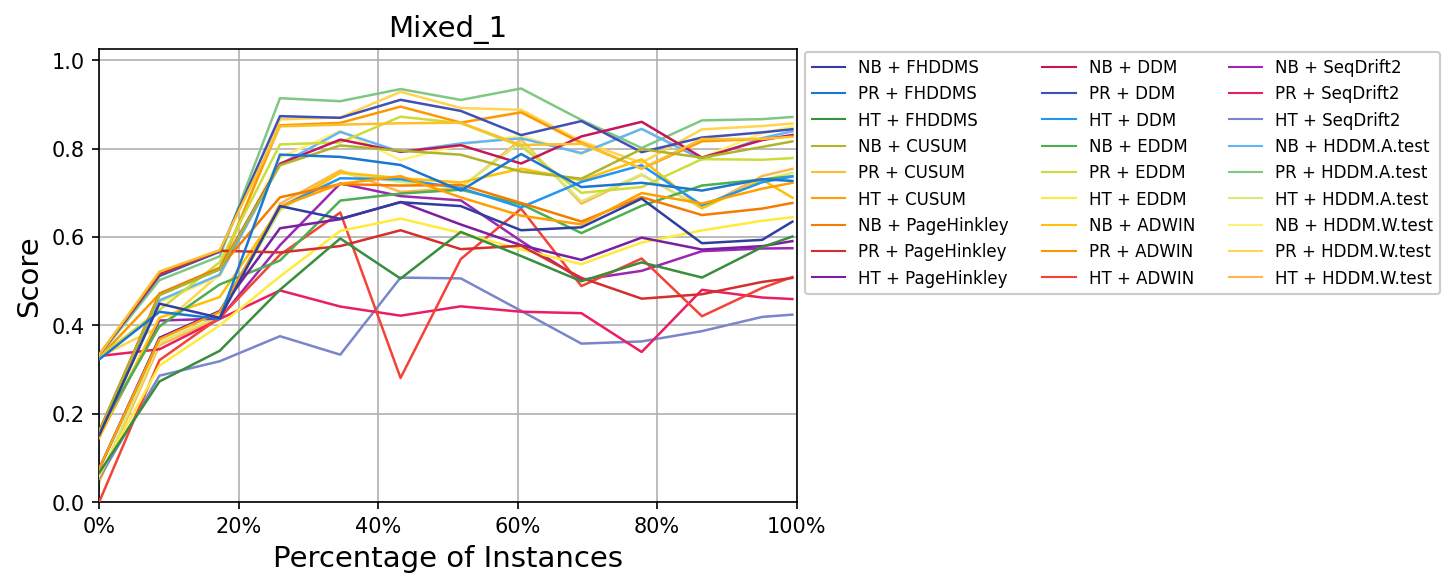 Mixed_1
1.0
0.8
0.6
0.4
0.2
0.0
Score
0%
20%
40%
60%
80%
100%
Percentage of Instances
NB + FHDDMS
PR + FHDDMS
HT + FHDDMS
NB + CUSUM
PR + CUSUM
HT + CUSUM
NB + PageHinkley
PR + PageHinkley
HT + PageHinkley
NB + DDM
PR + DDM
HT + DDM
NB + EDDM
PR + EDDM
HT + EDDM
NB + ADWIN
PR + ADWIN
HT + ADWIN
NB + SeqDrift2
PR + SeqDrift2
HT + SeqDrift2
NB + HDDM.A.test
PR + HDDM.A.test
HT + HDDM.A.test
NB + HDDM.W.test
PR + HDDM.W.test
HT + HDDM.W.test